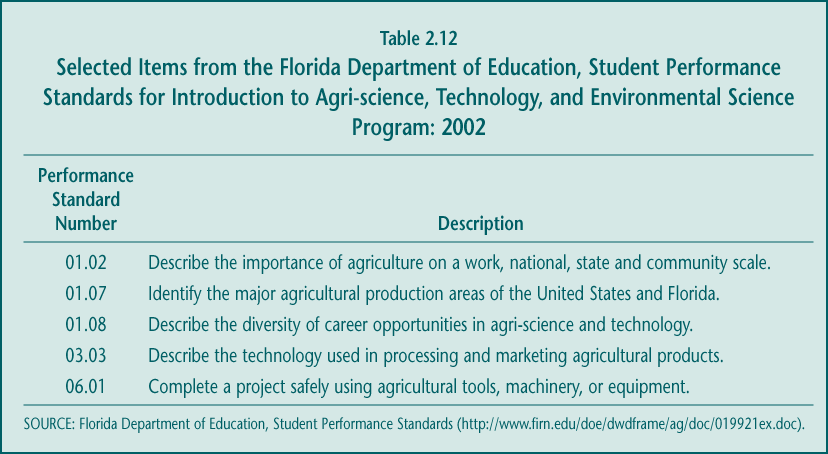 Table 2.12
Selected Items from the Florida Department of Education, Student Performance
Standards for Introduction to Agri-science, Technology, and Environmental Science
Program: 2002
Performance
Standard
Number Description
01.02 Describe the importance of agriculture on a work, national, state and community scale.
01.07 Identify the major agricultural production areas of the United States and Florida.
01.08 Describe the diversity of career opportunities in agri-science and technology.
03.03 Describe the technology used in processing and marketing agricultural products.
06.01 Complete a project safely using agricultural tools, machinery, or equipment.
SOURCE: Florida Department of Education, Student Performance Standards (http://www.firn.edu/doe/dwdframe/ag/doc/019921ex.doc).